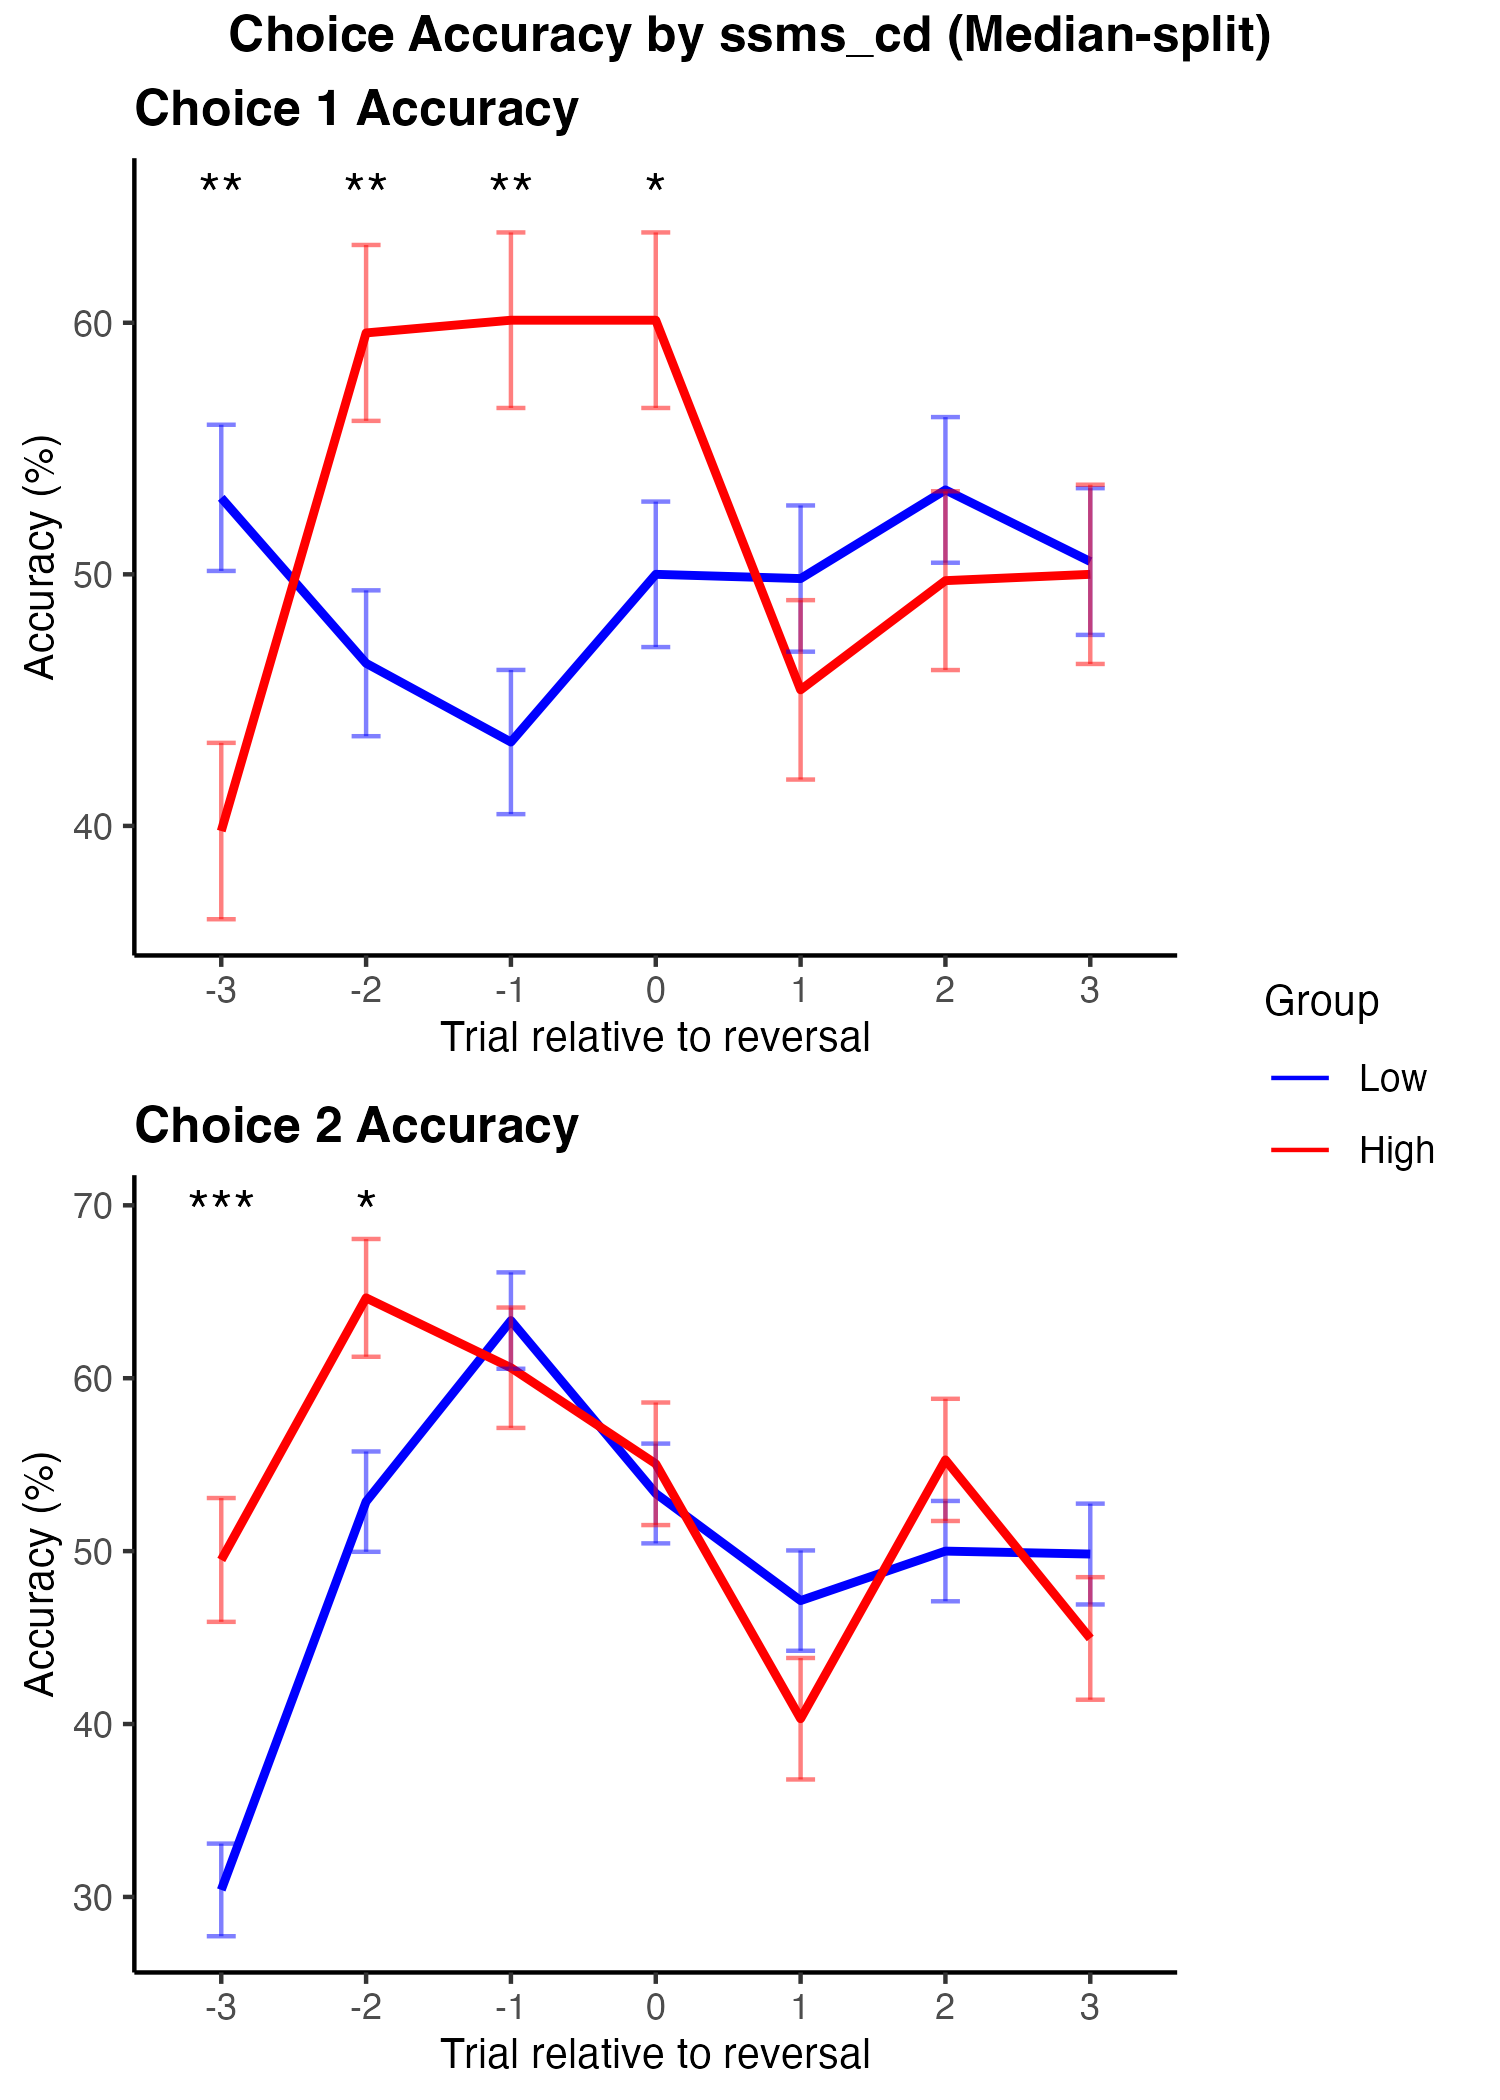 Choice Accuracy by ssms_cd (Median-split)
Choice 1 Accuracy
** ** ** *
60
50
40
Accuracy (%)
-3 -2 -1 0 1 2 3
Trial relative to reversal
Group
Low
High
Choice 2 Accuracy
*** *
70
60
50
40
30
Accuracy (%)
-3 -2 -1 0 1 2 3
Trial relative to reversal